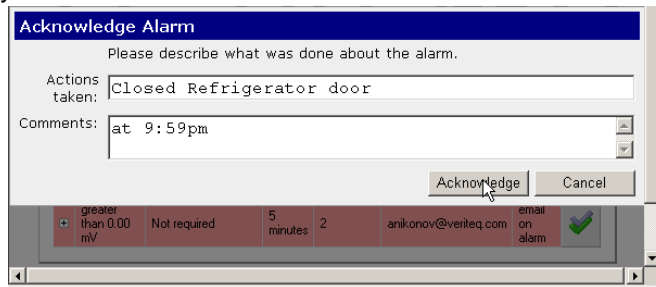 Acknowledge Alarm
Please describe what was done about the alarm.
Actions taken:
Closed Refrigerator door
Comments:
at 9:59pm
Acknowledge
Cancel
greater than 0.00 mV
Not required
5 minutes
2
anikonov@veriteq.com
email on alarm